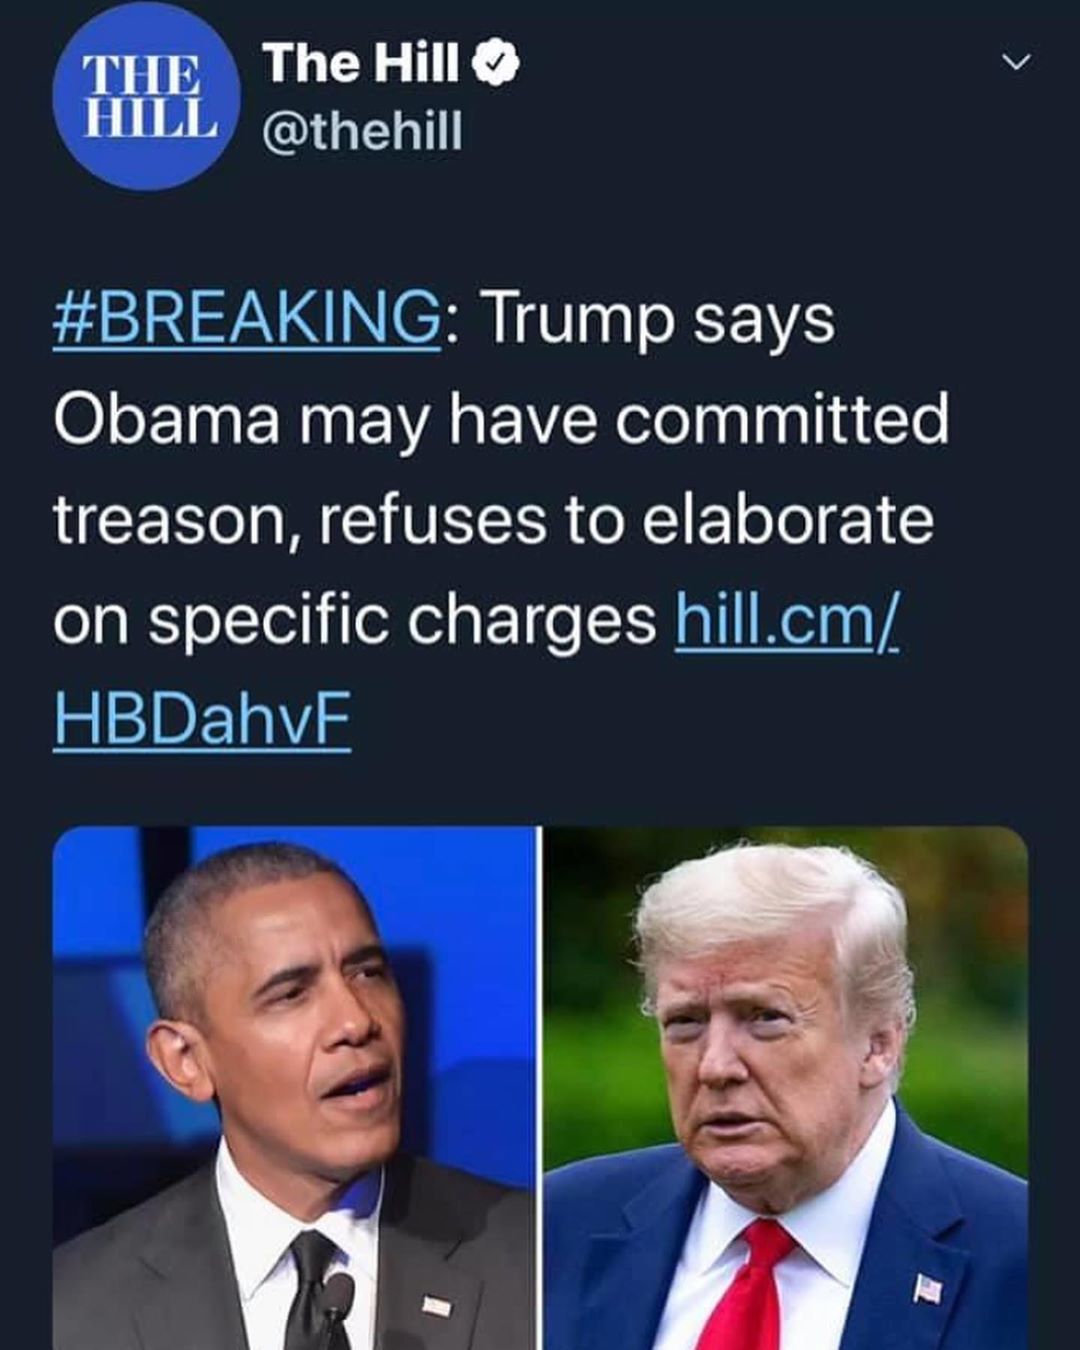 THE
HILL
The Hill
@thehill
#BREAKING: Trump says
Obama may have committed
treason, refuses to elaborate
on specific charges hill.cm/
HBDahvF